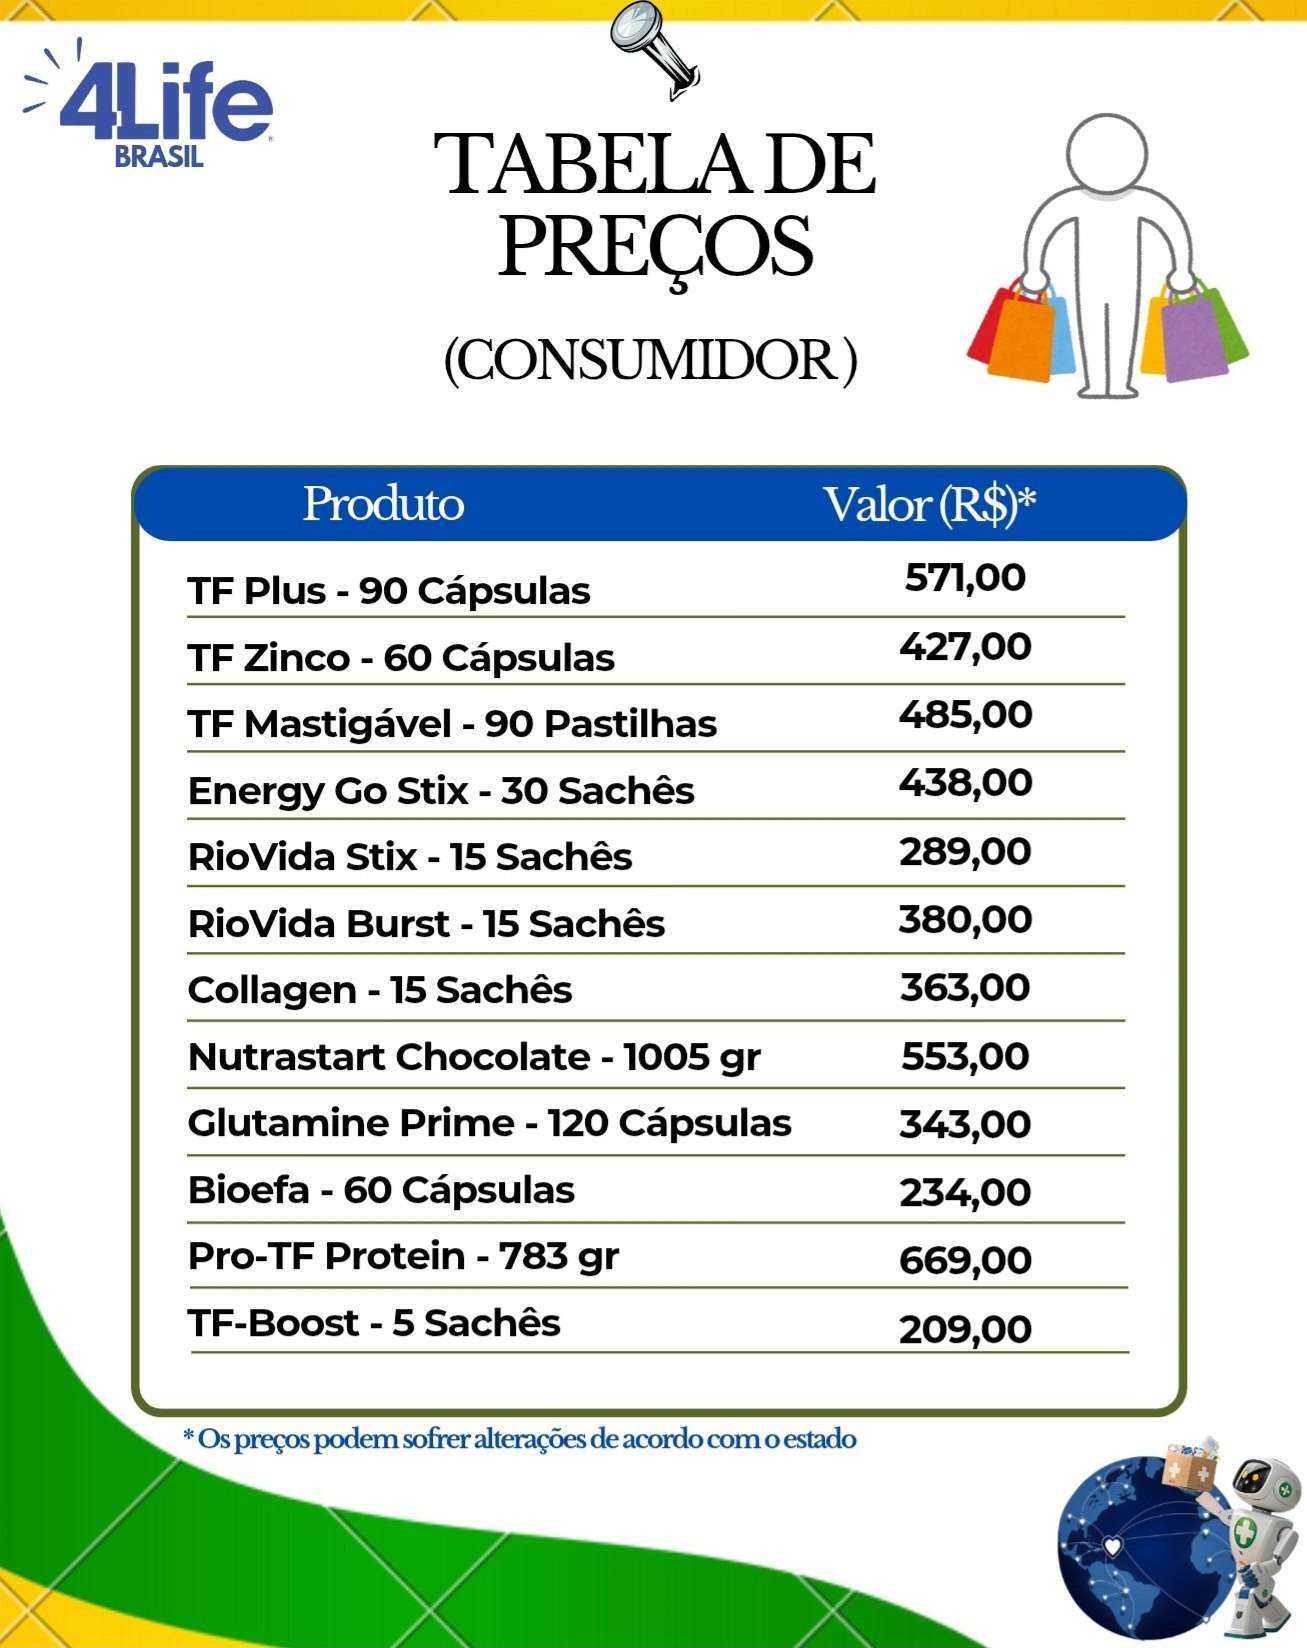 4Life
BRASIL
TABELA DE
PREÇOS
(CONSUMIDOR)
Produto Valor (R$)*
TF Plus - 90 Cápsulas 571,00
TF Zinco - 60 Cápsulas 427,00
TF Mastigável - 90 Pastilhas 485,00
Energy Go Stix - 30 Sachês 438,00
RioVida Stix - 15 Sachês 289,00
RioVida Burst - 15 Sachês 380,00
Collagen - 15 Sachês 363,00
Nutrastart Chocolate - 1005 gr 553,00
Glutamine Prime - 120 Cápsulas 343,00
Bioefa - 60 Cápsulas 234,00
Pro-TF Protein - 783 gr 669,00
TF-Boost - 5 Sachês 209,00
* Os preços podem sofrer alterações de acordo com o estado